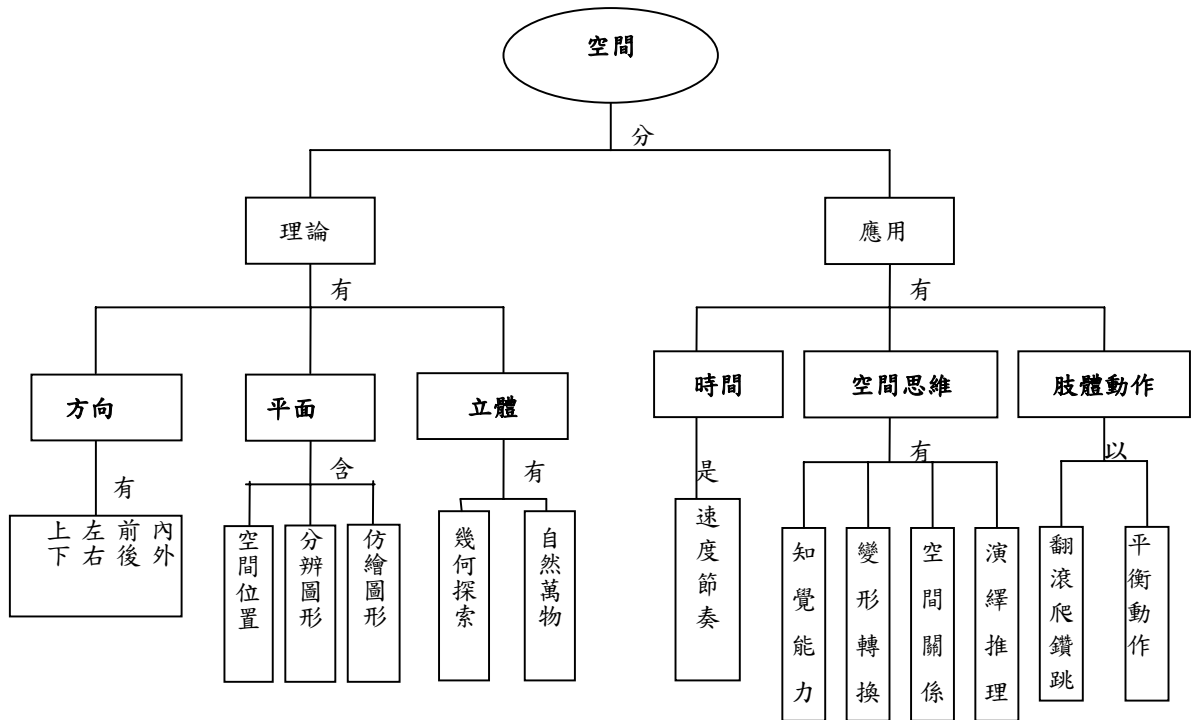 空間
分
理論
應用
有
有
方向
平面
立體
時間
空間思維
肢體動作
有
含
有
是
有
以
上下
左右
前後
內外
空間位置
分辨圖形
仿繪圖形
幾何探索
自然萬物
速度節奏
知覺能力
變形轉換
空間關係
演繹推理
翻滾爬鑽跳
平衡動作